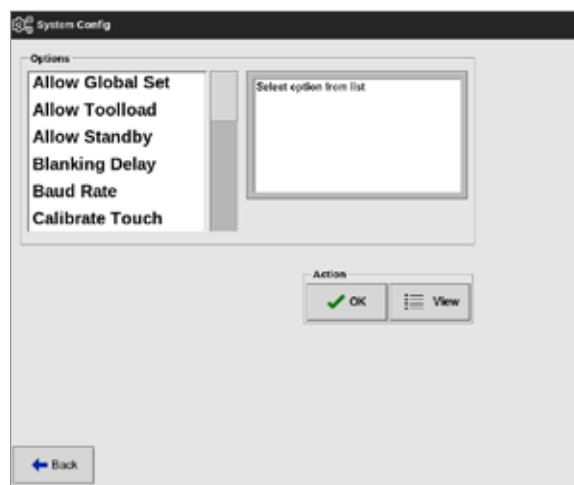 System Config
Options
Allow Global Set
Allow Toolload
Allow Standby
Blanking Delay
Baud Rate
Calibrate Touch
Select option from list
Action
OK
View
Back